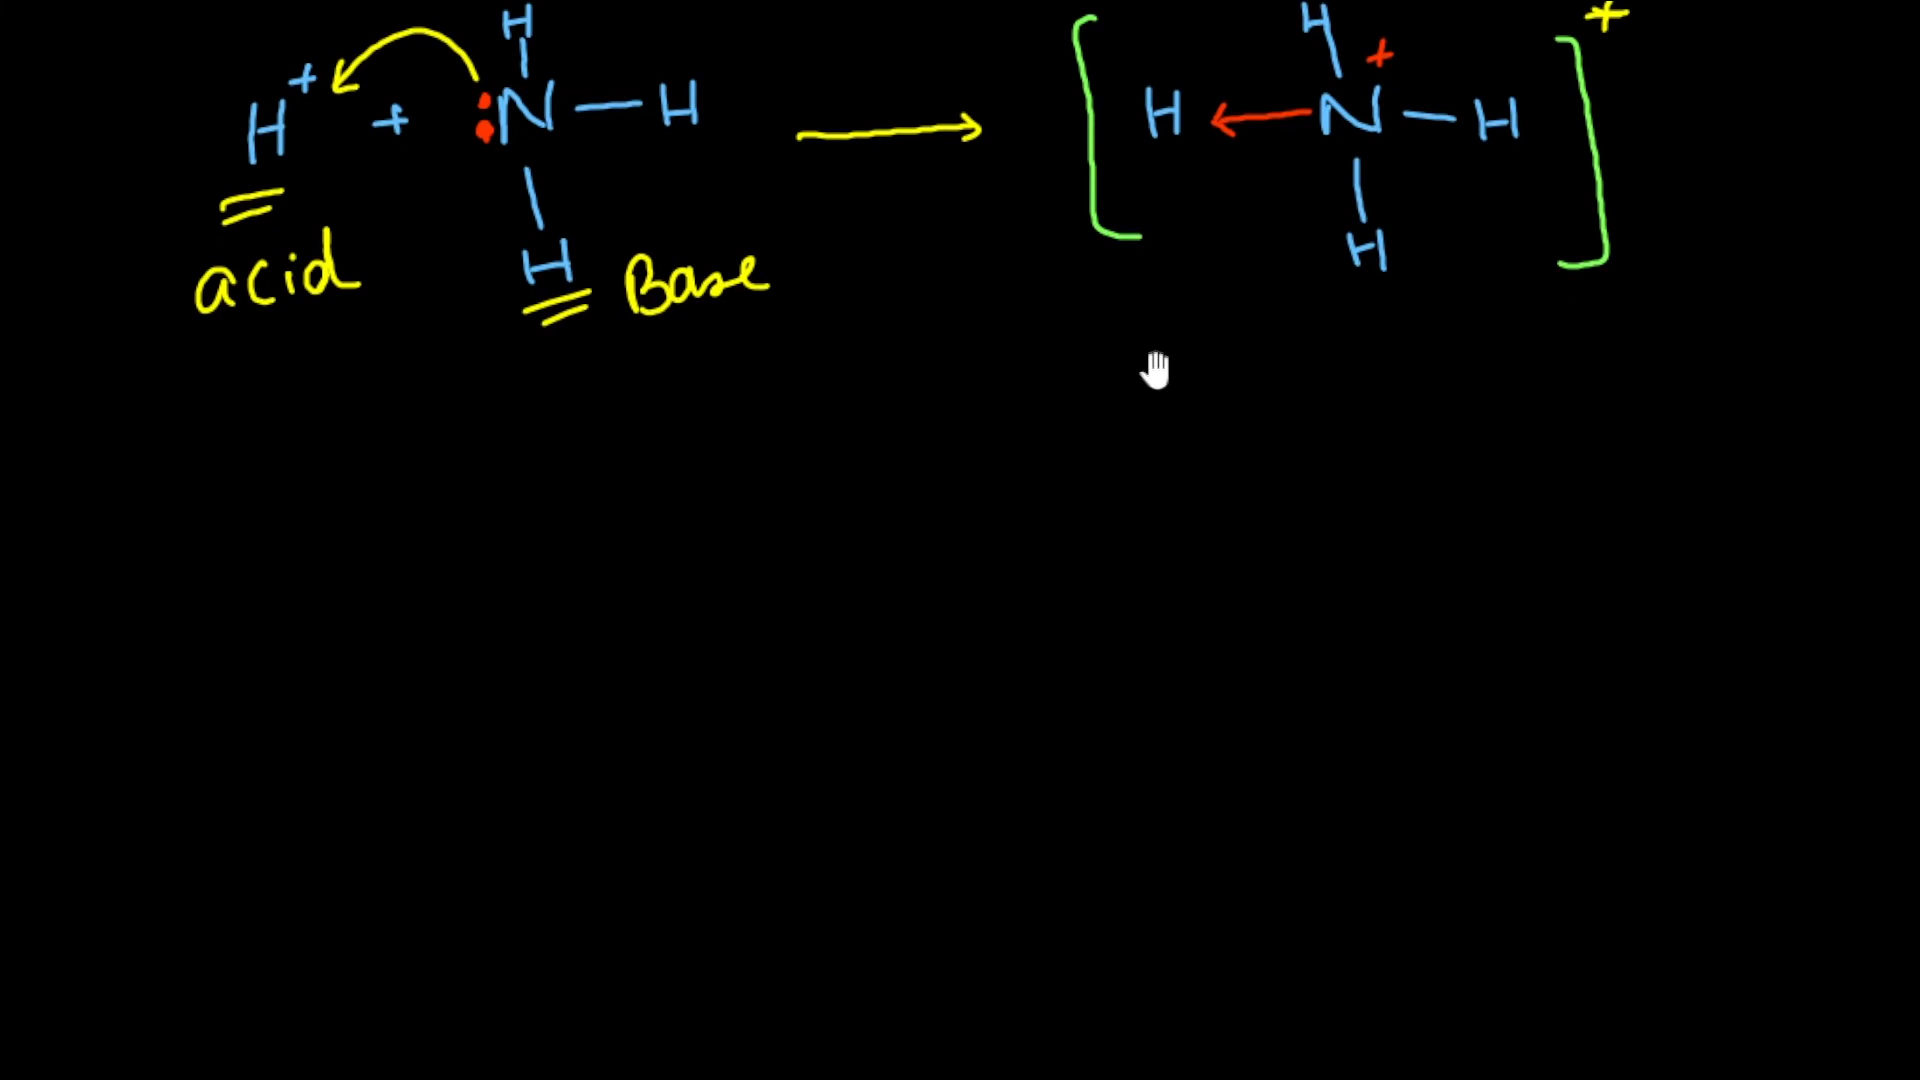 H H +
H⁺ + :N — H ⟶ [ H ← N⁺ — H ]
H H
acid Base